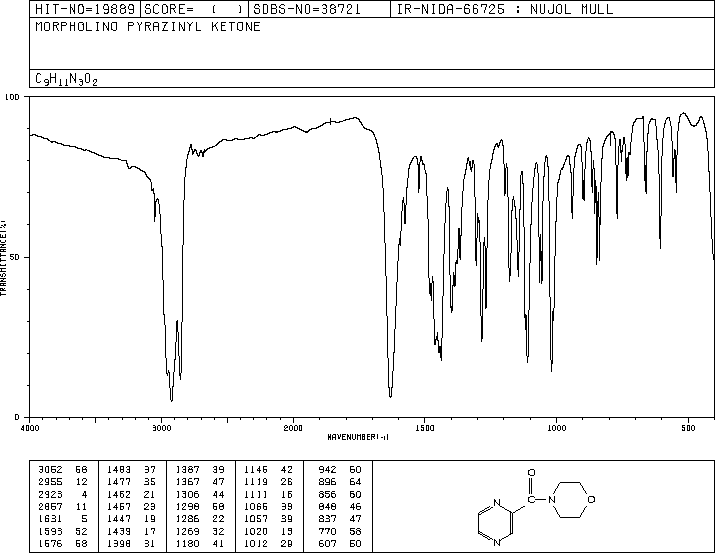 HIT-NO=19889 SCORE= ( ) SDBS-NO=38721 IR-NIDA-66725 : NUJOL MULL
MORPHOLINO PYRAZINYL KETONE
C9H11N3O2
100
50
0
TRANSMITTANCE(%)
4000 3000 2000 1500 1000 500
WAVENUMBER(-1)
3052 68 1483 37 1387 39 1146 42 942 60
2955 12 1477 35 1367 47 1119 26 896 64
2923 4 1462 21 1306 44 1111 16 856 60
2857 11 1457 23 1298 58 1066 39 848 46
1631 5 1447 19 1286 22 1057 39 837 47
1593 52 1439 17 1269 32 1020 13 770 58
1576 58 1398 31 1180 41 1012 29 607 50
O
C
N
O
N
N